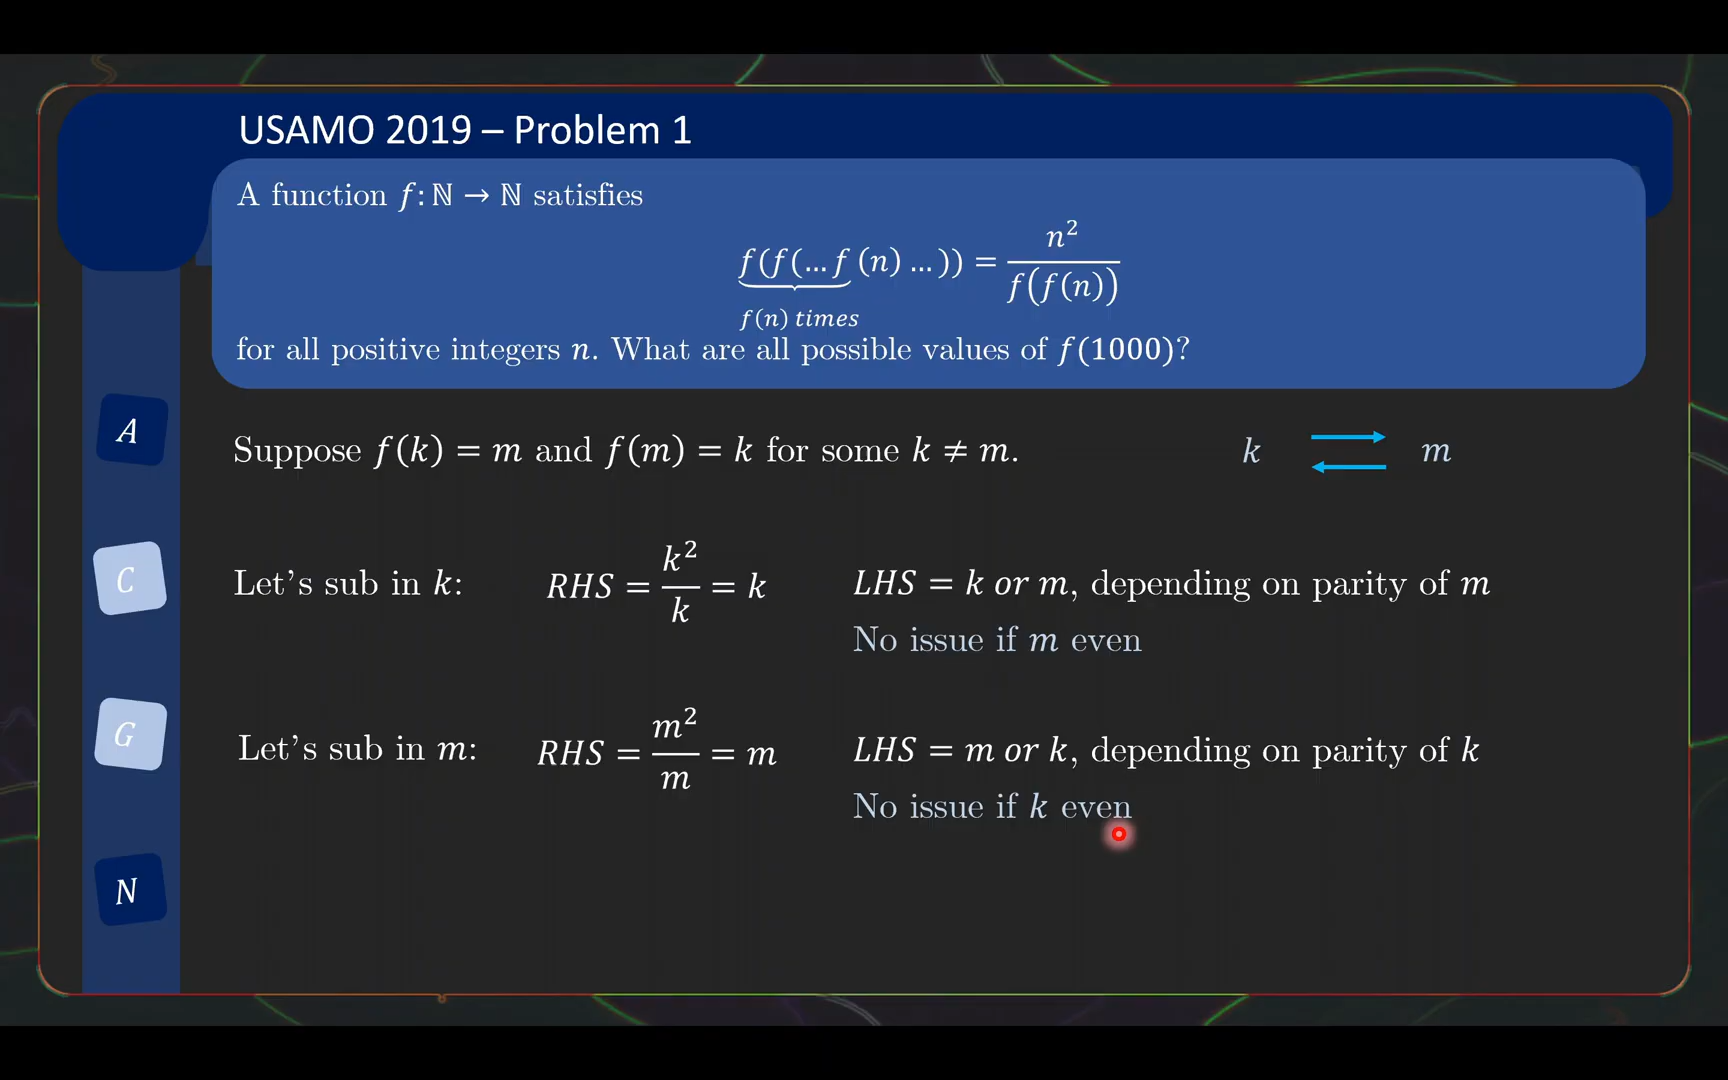 USAMO 2019 – Problem 1
A function f: ℕ → ℕ satisfies
f(f(…f(n)…)) = n²/f(f(n))
f(n) times
for all positive integers n. What are all possible values of f(1000)?
A
Suppose f(k) = m and f(m) = k for some k ≠ m.
k ⇄ m
C
Let's sub in k: RHS = k²/k = k LHS = k or m, depending on parity of m
No issue if m even
G
Let's sub in m: RHS = m²/m = m LHS = m or k, depending on parity of k
No issue if k even
N